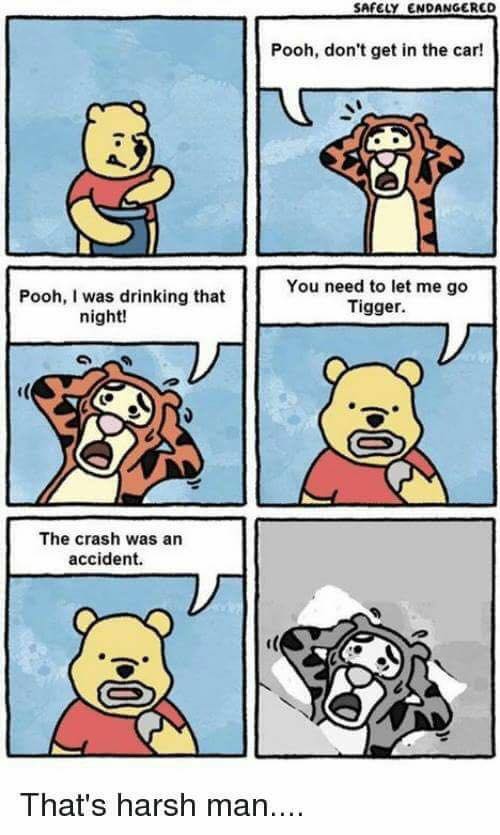 SAFELY ENDANGERED
Pooh, don't get in the car!
Pooh, I was drinking that
night!
You need to let me go
Tigger.
The crash was an
accident.
That's harsh man....